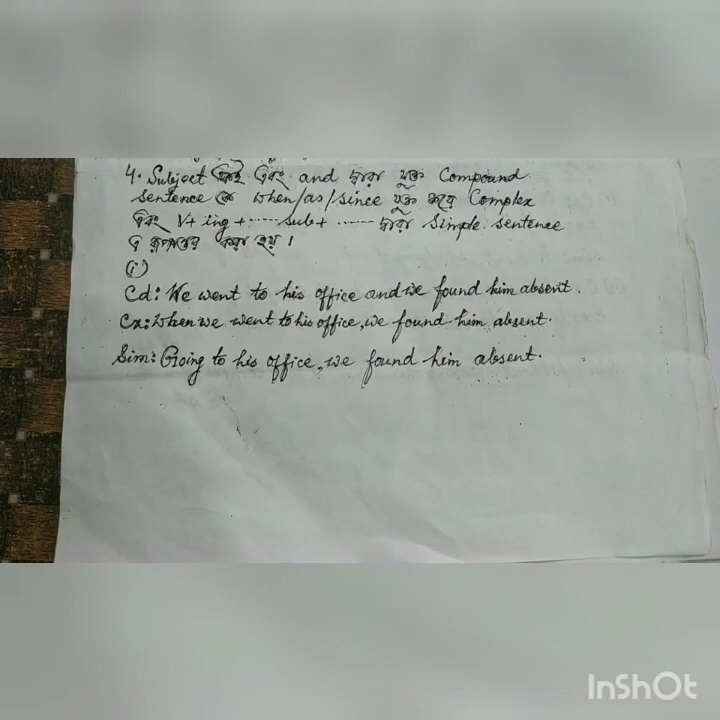 4. Subject একই এবং and দ্বারা যুক্ত Compound
sentence কে when/as/since যুক্ত করে Complex
এবং V+ ing +......sub+ ...... দ্বারা Simple sentence
এ রূপান্তর করা হয়।
(i)
Cd: We went to his office and we found him absent.
Cx: When we went to his office, we found him absent.
Sim: Going to his office, we found him absent.
InShOt